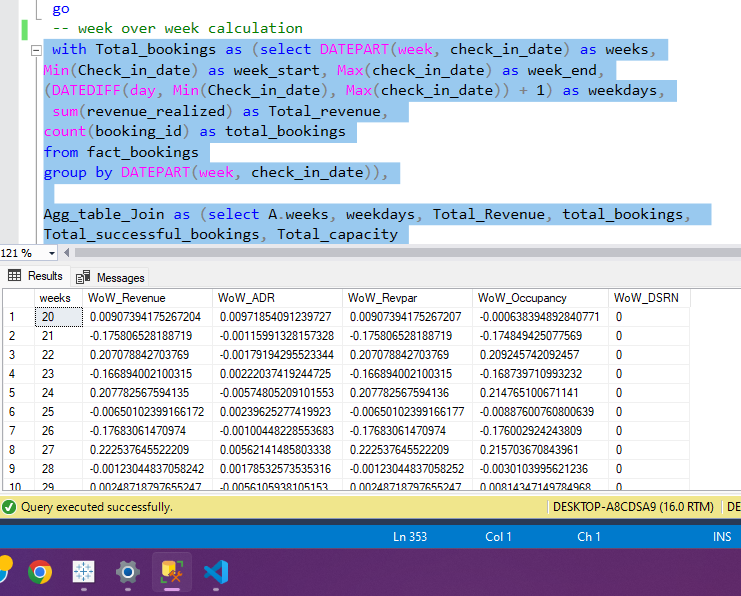 go
-- week over week calculation
with Total_bookings as (select DATEPART(week, check_in_date) as weeks,
Min(Check_in_date) as week_start, Max(check_in_date) as week_end,
(DATEDIFF(day, Min(Check_in_date), Max(check_in_date)) + 1) as weekdays,
sum(revenue_realized) as Total_revenue,
count(booking_id) as total_bookings
from fact_bookings
group by DATEPART(week, check_in_date)),
Agg_table_Join as (select A.weeks, weekdays, Total_Revenue, total_bookings,
Total_successful_bookings, Total_capacity
121 %
Results Messages
weeks WoW_Revenue WoW_ADR WoW_Revpar WoW_Occupancy WoW_DSRN
1 20 0.00907394175267204 0.00971854091239727 0.00907394175267207 -0.000638394892840771 0
2 21 -0.175806528188719 -0.00115991328157328 -0.175806528188719 -0.174849425077569 0
3 22 0.207078842703769 -0.00179194295523344 0.207078842703769 0.209245742092457 0
4 23 -0.166894002100315 0.00222037419244725 -0.166894002100315 -0.168739710993232 0
5 24 0.207782567594135 -0.00574805209101553 0.207782567594136 0.214765100671141 0
6 25 -0.00650102399166172 0.00239625277419923 -0.00650102399166177 -0.00887600760800639 0
7 26 -0.17683061470974 -0.00100448228553683 -0.17683061470974 -0.176002924243809 0
8 27 0.222537645522209 0.00562141485803338 0.222537645522209 0.215703670843961 0
9 28 -0.00123044837058242 0.00178532573535316 -0.00123044837058252 -0.0030103995621236 0
10 29 0.00248718797655247 -0.0056105938105153 0.00248718797655247 0.00814347149784968 0
Query executed successfully. DESKTOP-A8CDSA9 (16.0 RTM) DE
Ln 353 Col 1 Ch 1 INS